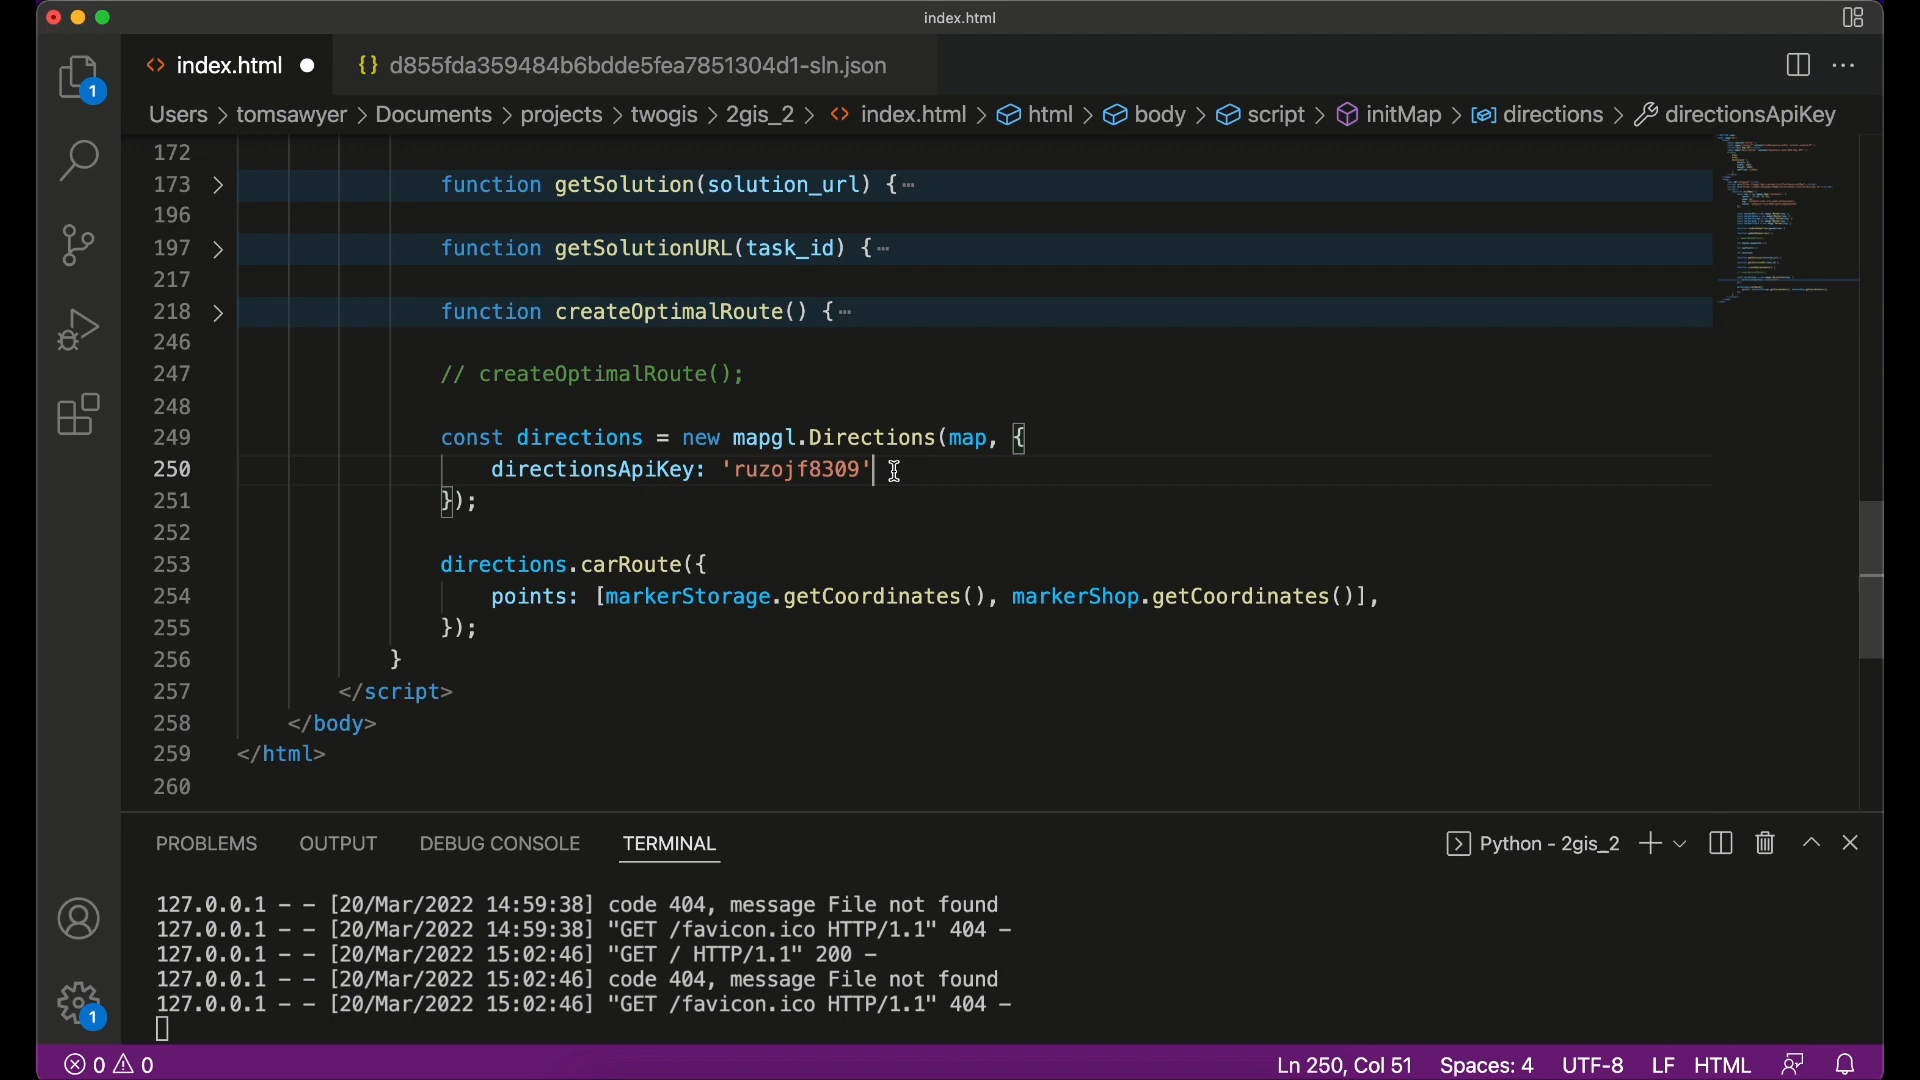 index.html
<> index.html ● {} d855fda359484b6bdde5fea7851304d1-sln.json
Users > tomsawyer > Documents > projects > twogis > 2gis_2 > <> index.html > html > body > script > initMap > directions > directionsApiKey
172
173 function getSolution(solution_url) {…
196
197 function getSolutionURL(task_id) {…
217
218 function createOptimalRoute() {…
246
247 // createOptimalRoute();
248
249 const directions = new mapgl.Directions(map, {
250 directionsApiKey: 'ruzojf8309'
251 });
252
253 directions.carRoute({
254 points: [markerStorage.getCoordinates(), markerShop.getCoordinates()],
255 });
256 }
257 </script>
258 </body>
259 </html>
260
PROBLEMS OUTPUT DEBUG CONSOLE TERMINAL Python - 2gis_2
127.0.0.1 - - [20/Mar/2022 14:59:38] code 404, message File not found
127.0.0.1 - - [20/Mar/2022 14:59:38] "GET /favicon.ico HTTP/1.1" 404 -
127.0.0.1 - - [20/Mar/2022 15:02:46] "GET / HTTP/1.1" 200 -
127.0.0.1 - - [20/Mar/2022 15:02:46] code 404, message File not found
127.0.0.1 - - [20/Mar/2022 15:02:46] "GET /favicon.ico HTTP/1.1" 404 -
1
1
0 0 Ln 250, Col 51 Spaces: 4 UTF-8 LF HTML